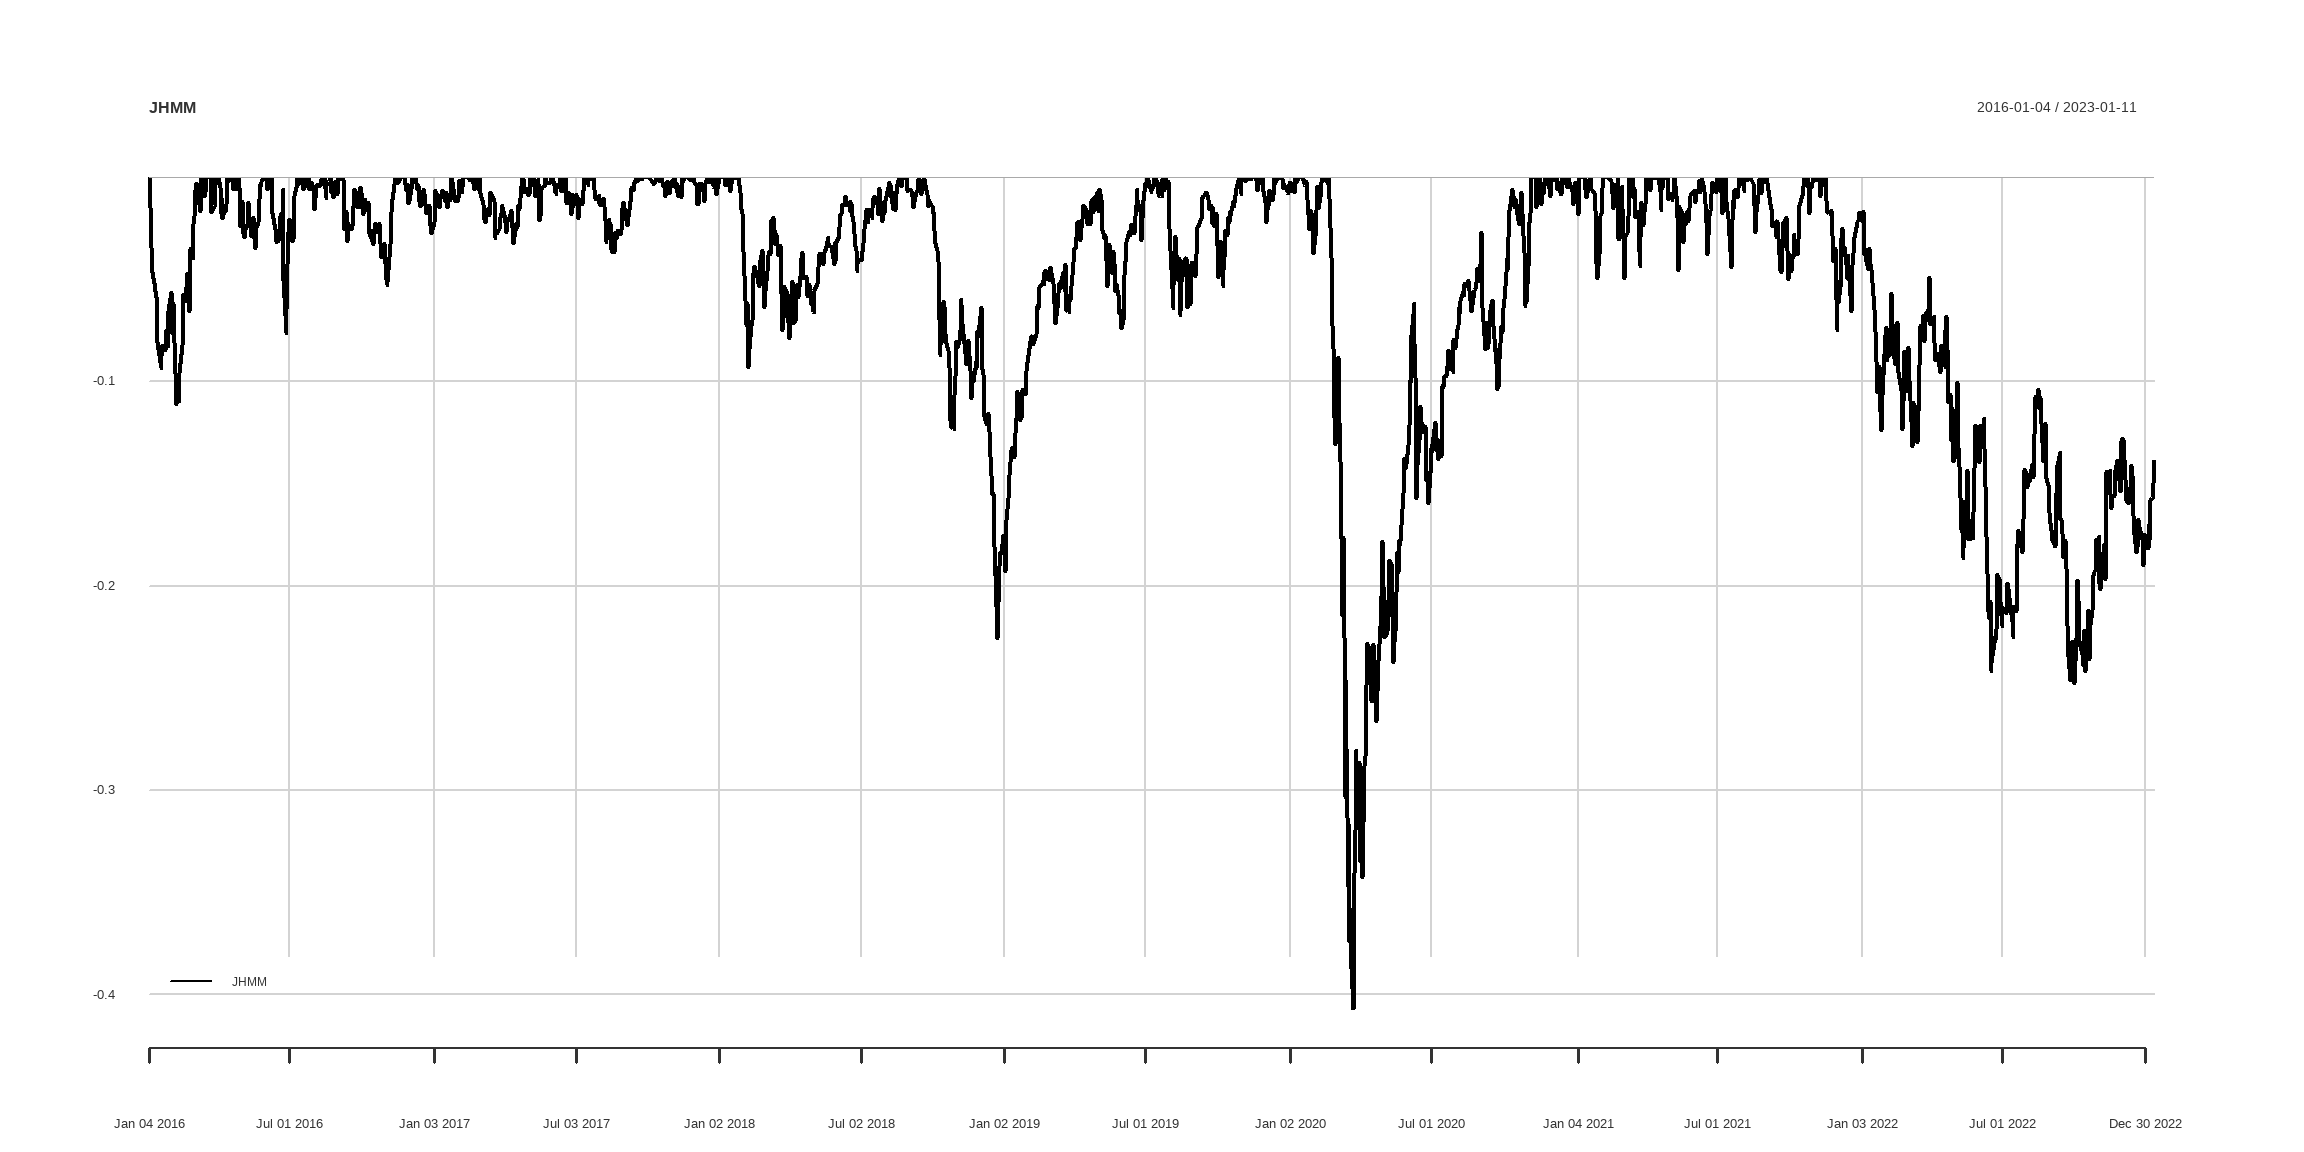 JHMM
2016-01-04 / 2023-01-11
-0.1
-0.2
-0.3
-0.4
JHMM
Jan 04 2016
Jul 01 2016
Jan 03 2017
Jul 03 2017
Jan 02 2018
Jul 02 2018
Jan 02 2019
Jul 01 2019
Jan 02 2020
Jul 01 2020
Jan 04 2021
Jul 01 2021
Jan 03 2022
Jul 01 2022
Dec 30 2022